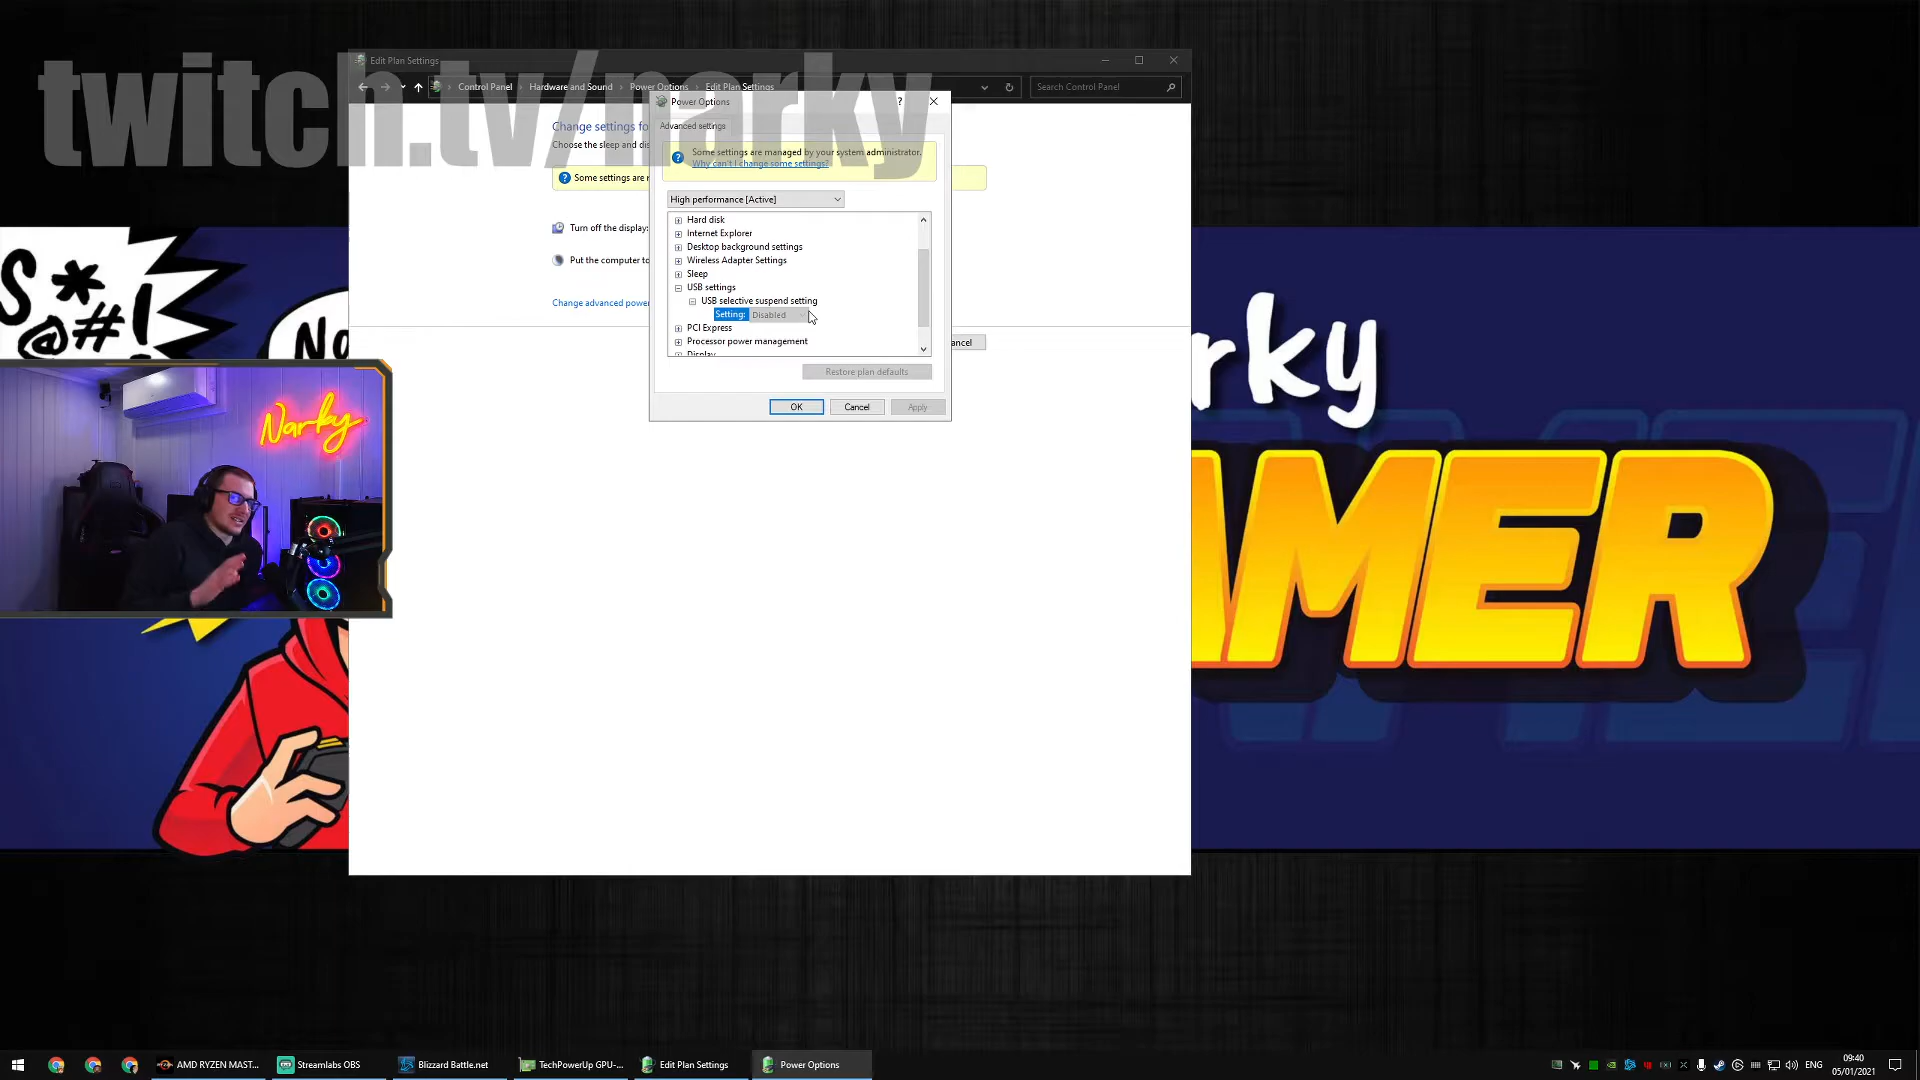 twitch.tv/narky
Edit Plan Settings
Control Panel > Hardware and Sound > Power Options > Edit Plan Settings
Search Control Panel
Power Options
?
Advanced settings
Change settings fo
Choose the sleep and dis
Some settings are managed by your system administrator.
Why can't I change some settings?
Some settings are
High performance [Active]
Hard disk
Turn off the display:
Internet Explorer
Desktop background settings
Put the computer to
Wireless Adapter Settings
Sleep
USB settings
Change advanced power
USB selective suspend setting
Setting: Disabled
PCI Express
Processor power management
Display
ancel
Restore plan defaults
OK
Cancel
Apply
S*
@#!
No
Narky
rky
AMER
AMD RYZEN MAST...
Streamlabs OBS
Blizzard Battle.net
TechPowerUp GPU-...
Edit Plan Settings
Power Options
ENG
09:40
05/01/2021